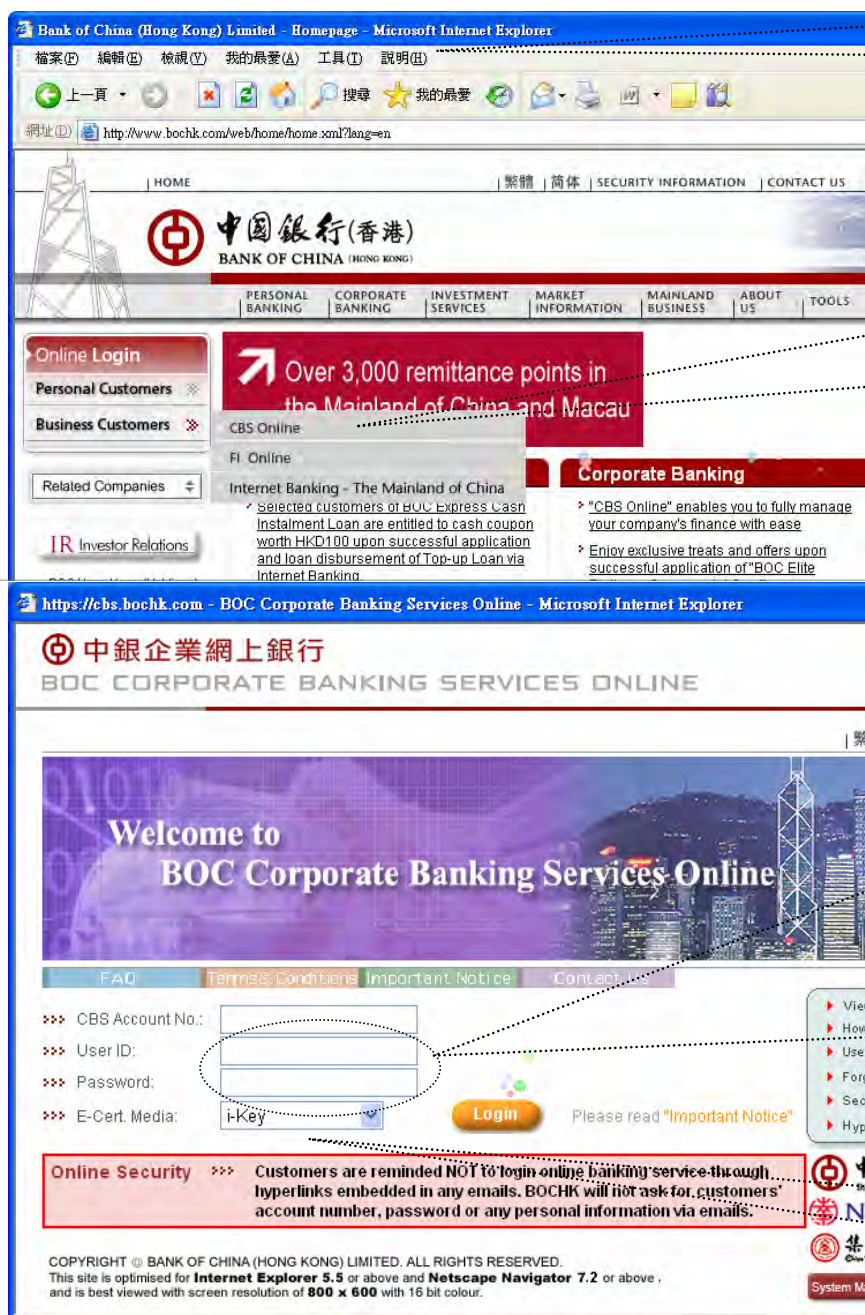 Bank of China (Hong Kong) Limited - Homepage - Microsoft Internet Explorer
檔案(F) 編輯(E) 檢視(V) 我的最愛(A) 工具(T) 說明(H)
上一頁 搜尋 我的最愛
網址(D) http://www.bochk.com/web/home/home.xml?lang=en
| HOME | 繁體 | 简体 | SECURITY INFORMATION | CONTACT US
中國銀行(香港)
BANK OF CHINA (HONG KONG)
PERSONAL BANKING | CORPORATE BANKING | INVESTMENT SERVICES | MARKET INFORMATION | MAINLAND BUSINESS | ABOUT US | TOOLS
Online Login
Personal Customers
Business Customers
Over 3,000 remittance points in
the Mainland of China and Macau
CBS Online
FI Online
Internet Banking - The Mainland of China
Related Companies
IR Investor Relations
Selected customers of BOC Express Cash
Instalment Loan are entitled to cash coupon
worth HKD100 upon successful application
and loan disbursement of Top-up Loan via
Internet Banking.
Corporate Banking
"CBS Online" enables you to fully manage
your company's finance with ease
Enjoy exclusive treats and offers upon
successful application of "BOC Elite
https://cbs.bochk.com - BOC Corporate Banking Services Online - Microsoft Internet Explorer
中銀企業網上銀行
BOC CORPORATE BANKING SERVICES ONLINE
| 繁
Welcome to
BOC Corporate Banking Services Online
FAQ Terms & Conditions Important Notice Contact Us
>>> CBS Account No.:
>>> User ID:
>>> Password:
>>> E-Cert. Media: i-Key Login Please read "Important Notice"
Vie
How
Use
Forg
Sec
Hyp
Online Security >>> Customers are reminded NOT to login online banking service through
hyperlinks embedded in any emails. BOCHK will not ask for customers'
account number, password or any personal information via emails.
COPYRIGHT © BANK OF CHINA (HONG KONG) LIMITED. ALL RIGHTS RESERVED.
This site is optimised for Internet Explorer 5.5 or above and Netscape Navigator 7.2 or above ,
and is best viewed with screen resolution of 800 x 600 with 16 bit colour.
N
集
System Ma